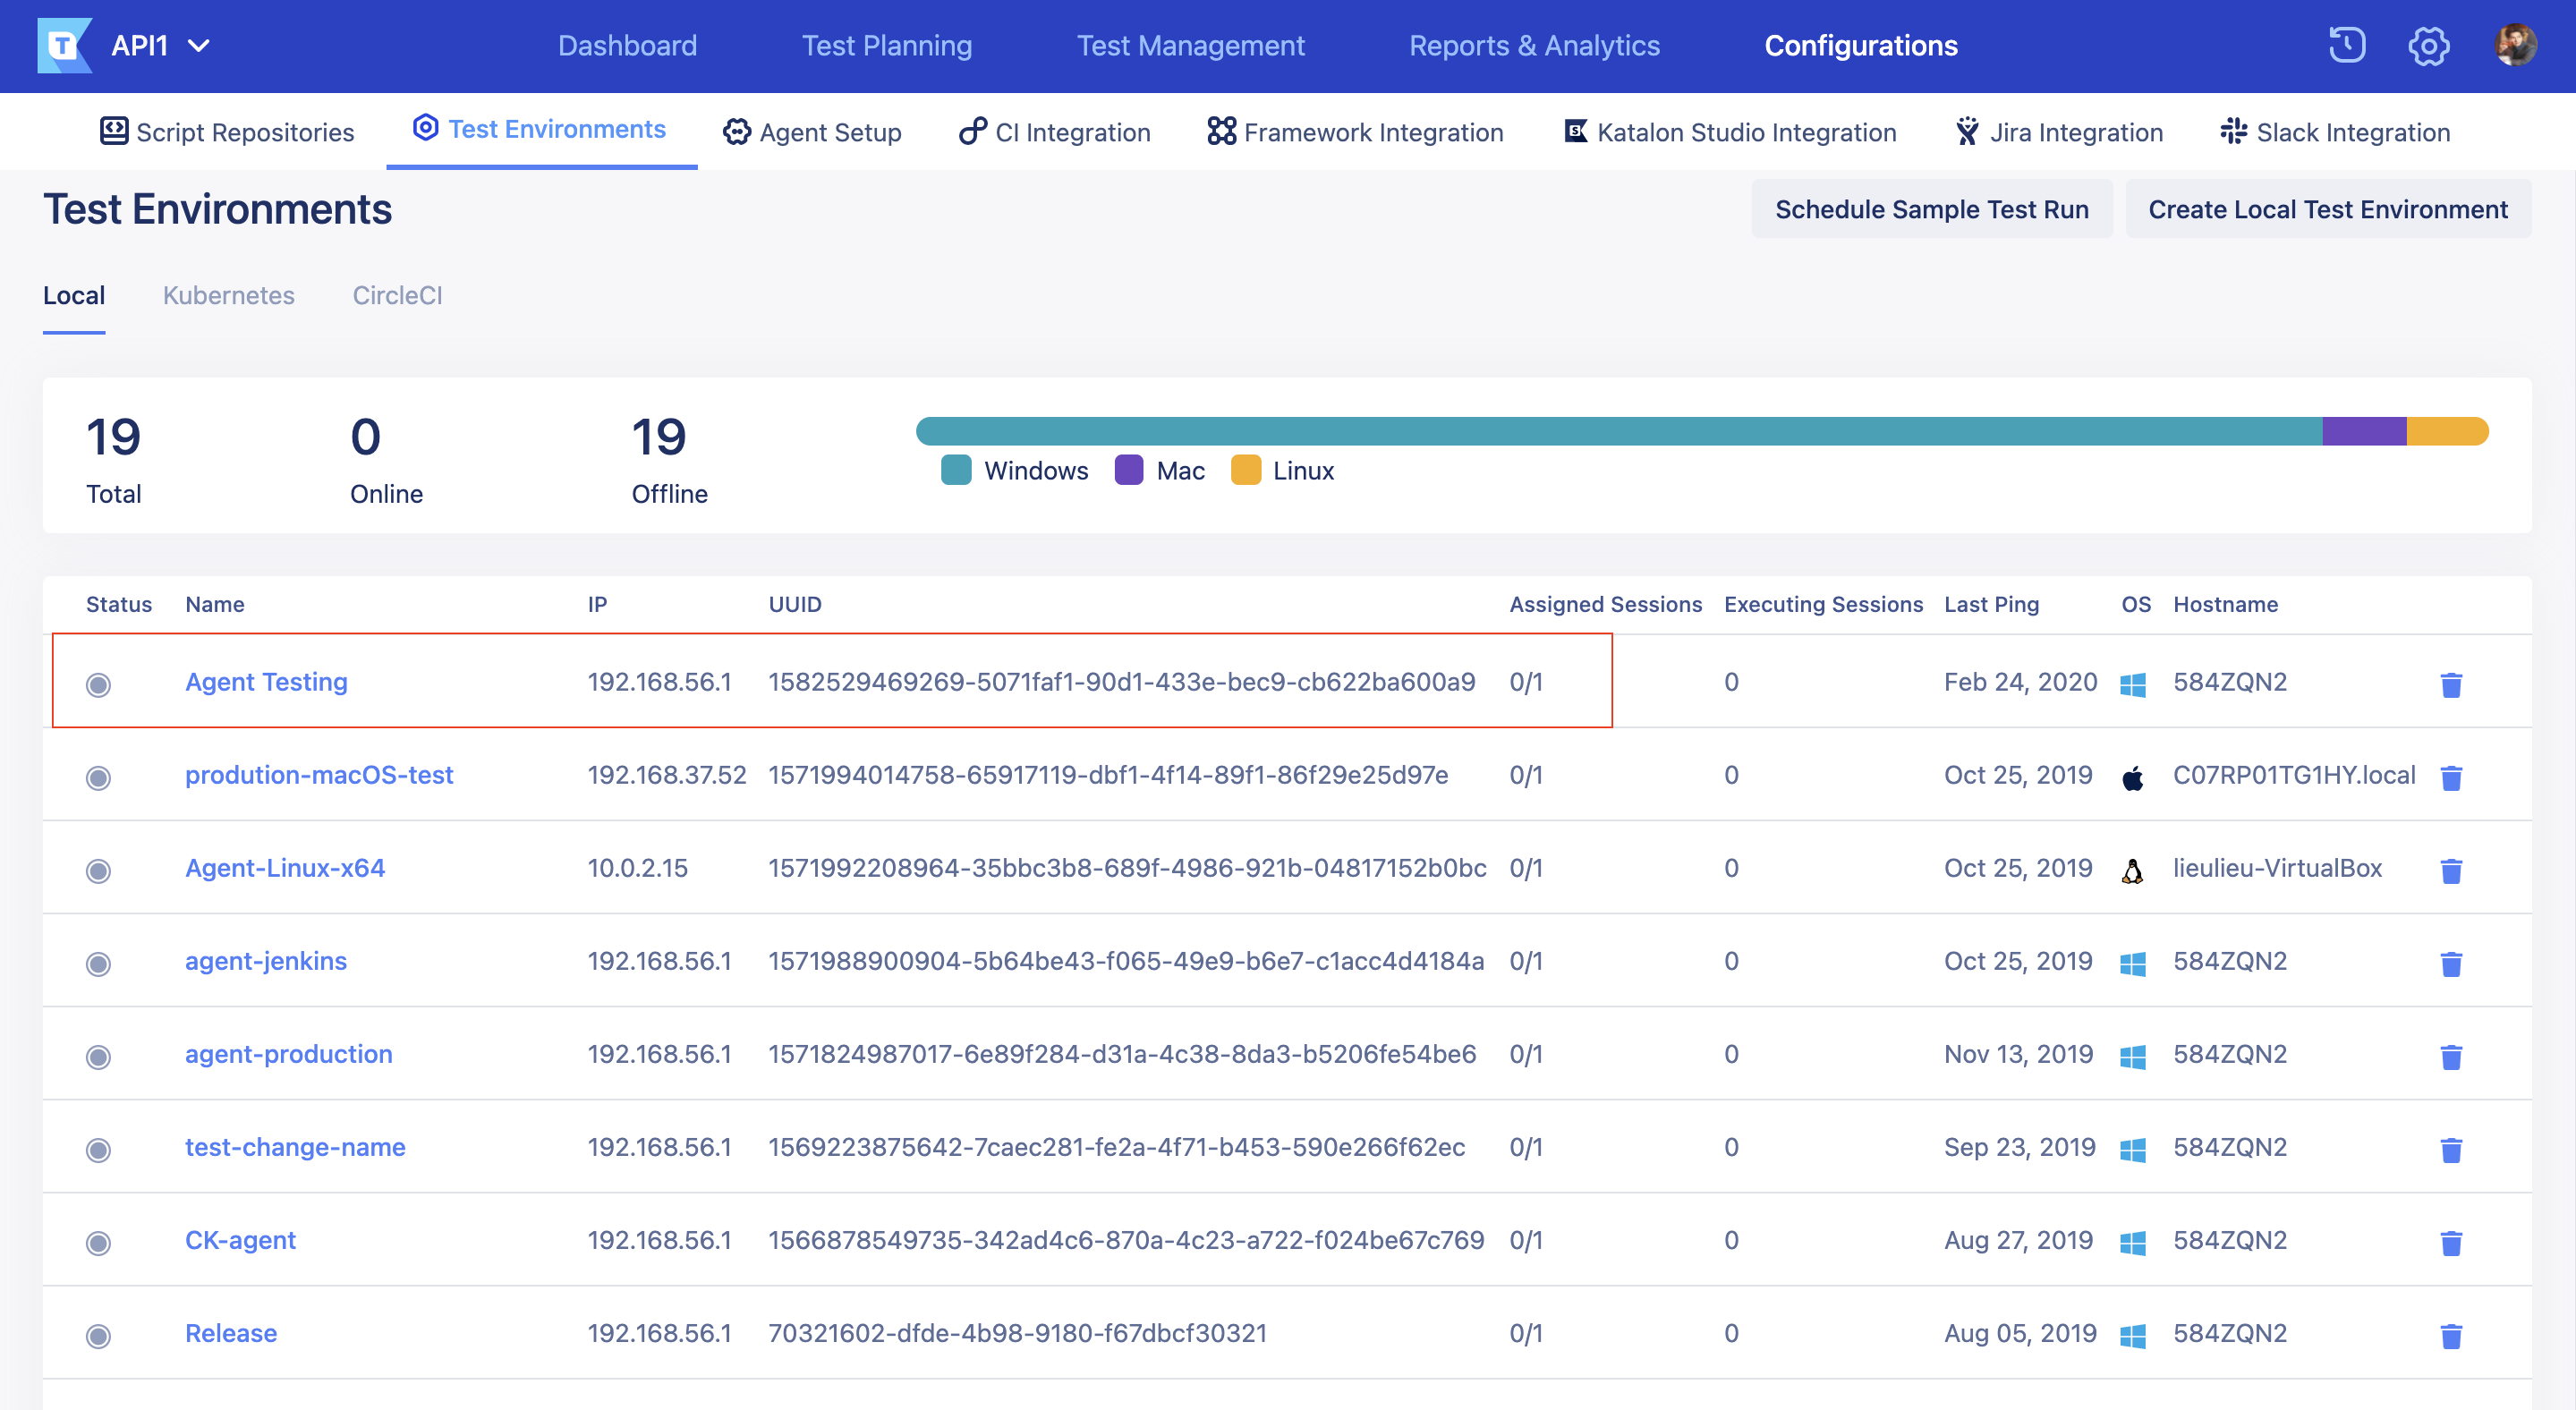 T API1 Dashboard Test Planning Test Management Reports & Analytics Configurations
Script Repositories Test Environments Agent Setup CI Integration Framework Integration Katalon Studio Integration Jira Integration Slack Integration
Test Environments Schedule Sample Test Run Create Local Test Environment
Local Kubernetes CircleCI
19 0 19
Windows Mac Linux
Total Online Offline
Status Name IP UUID Assigned Sessions Executing Sessions Last Ping OS Hostname
Agent Testing 192.168.56.1 1582529469269-5071faf1-90d1-433e-bec9-cb622ba600a9 0/1 0 Feb 24, 2020 584ZQN2
prodution-macOS-test 192.168.37.52 1571994014758-65917119-dbf1-4f14-89f1-86f29e25d97e 0/1 0 Oct 25, 2019 C07RP01TG1HY.local
Agent-Linux-x64 10.0.2.15 1571992208964-35bbc3b8-689f-4986-921b-04817152b0bc 0/1 0 Oct 25, 2019 lieulieu-VirtualBox
agent-jenkins 192.168.56.1 1571988900904-5b64be43-f065-49e9-b6e7-c1acc4d4184a 0/1 0 Oct 25, 2019 584ZQN2
agent-production 192.168.56.1 1571824987017-6e89f284-d31a-4c38-8da3-b5206fe54be6 0/1 0 Nov 13, 2019 584ZQN2
test-change-name 192.168.56.1 1569223875642-7caec281-fe2a-4f71-b453-590e266f62ec 0/1 0 Sep 23, 2019 584ZQN2
CK-agent 192.168.56.1 1566878549735-342ad4c6-870a-4c23-a722-f024be67c769 0/1 0 Aug 27, 2019 584ZQN2
Release 192.168.56.1 70321602-dfde-4b98-9180-f67dbcf30321 0/1 0 Aug 05, 2019 584ZQN2